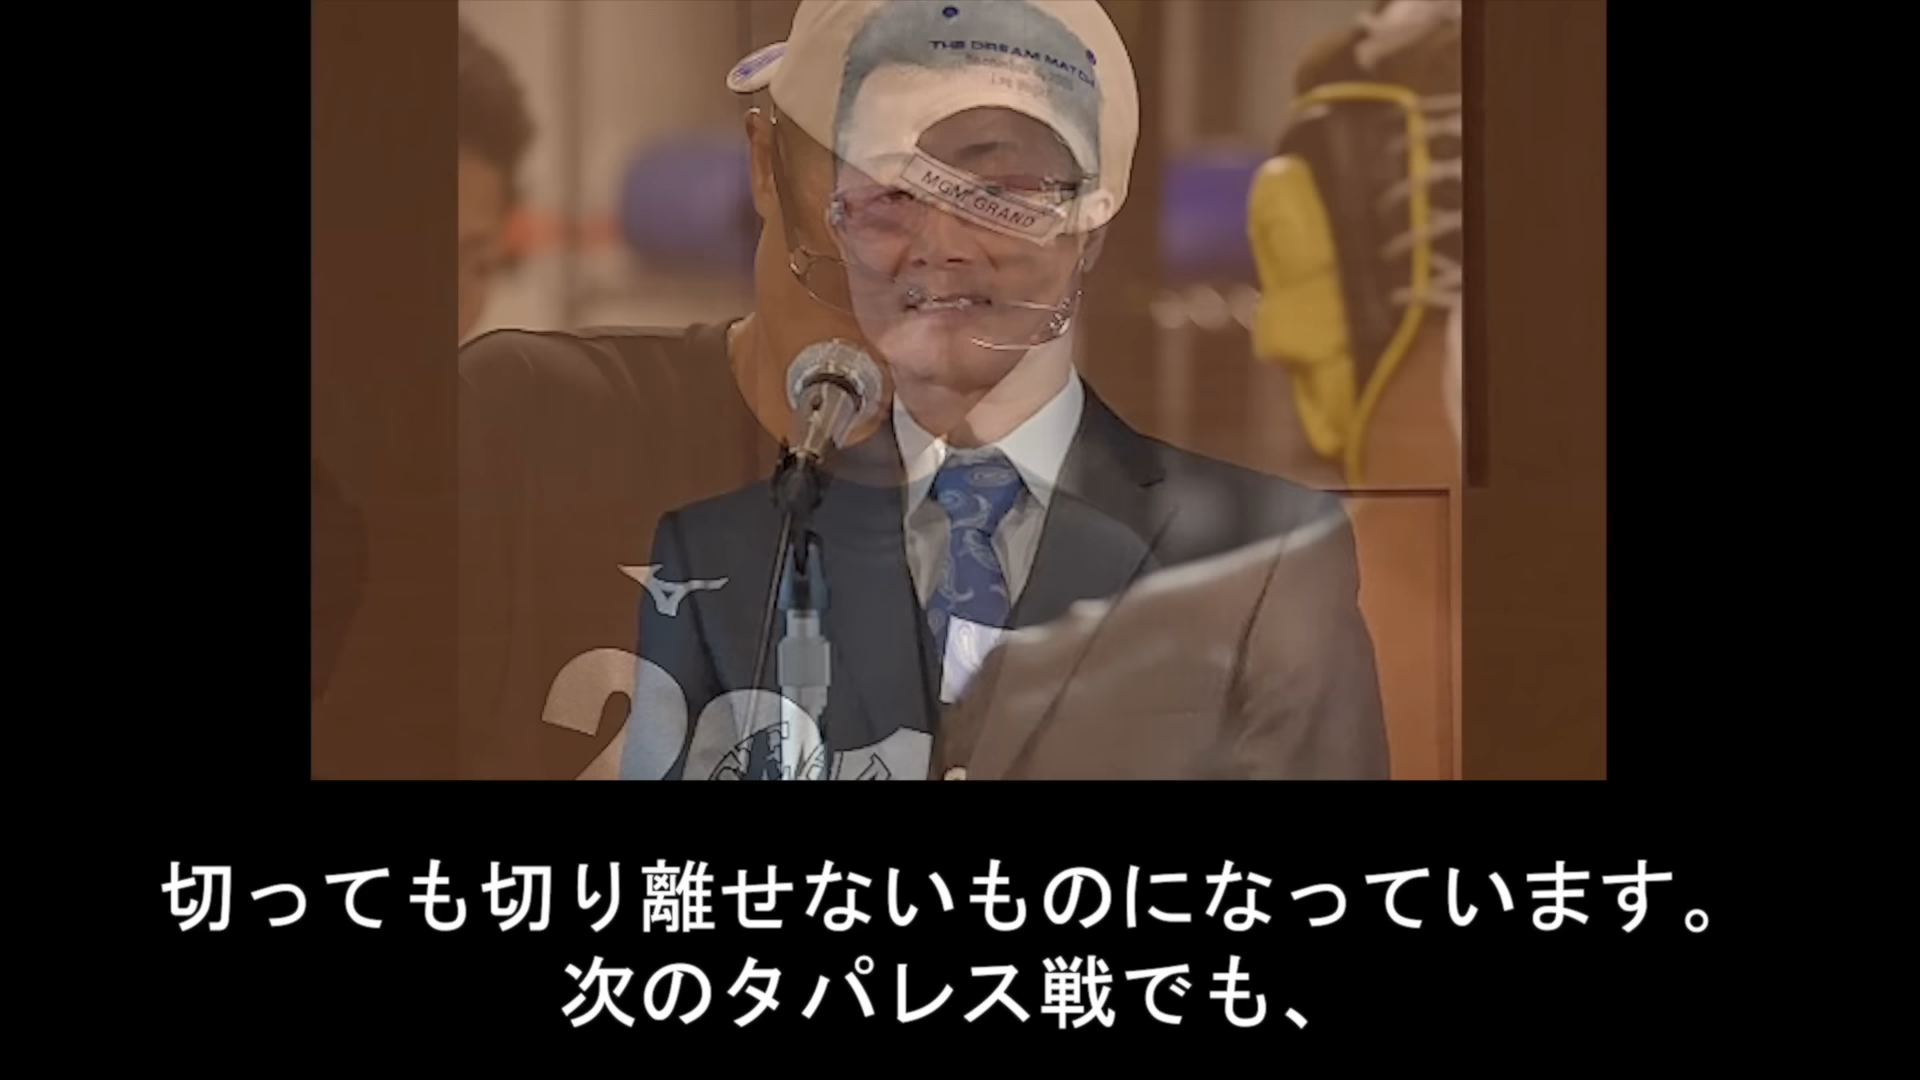 THE DREAM MATCH
MGM GRAND
切っても切り離せないものになっています。
次のタパレス戦でも、